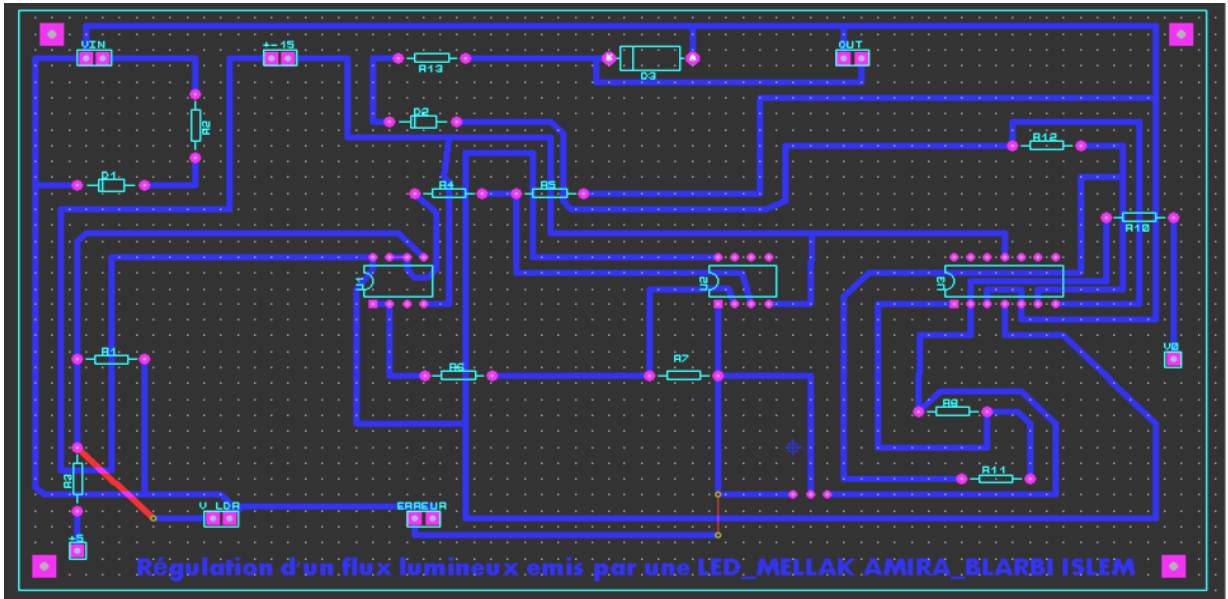 VIN
+-15
OUT
R13
D3
D2
R2
R12
D1
R4
R5
R10
U1
U2
U3
V0
R1
R6
R7
R9
R11
R3
V_LDR
ERREUR
+5
Régulation d'un flux lumineux emis par une LED_MELLAK AMIRA_BLARBI ISLEM